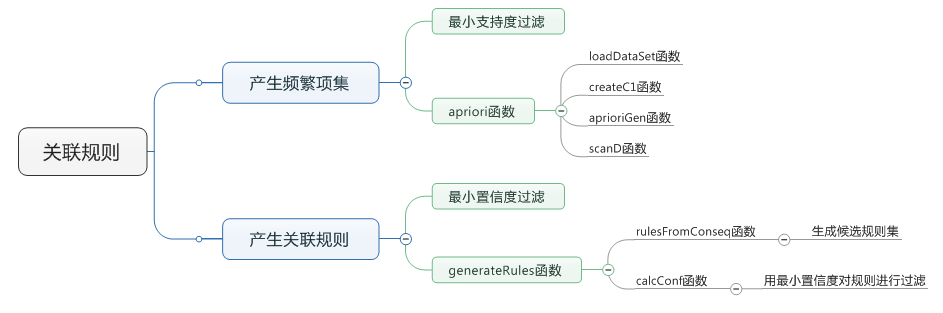 关联规则
产生频繁项集
最小支持度过滤
apriori函数
loadDataSet函数
createC1函数
aprioriGen函数
scanD函数
产生关联规则
最小置信度过滤
generateRules函数
rulesFromConseq函数
生成候选规则集
calcConf函数
用最小置信度对规则进行过滤